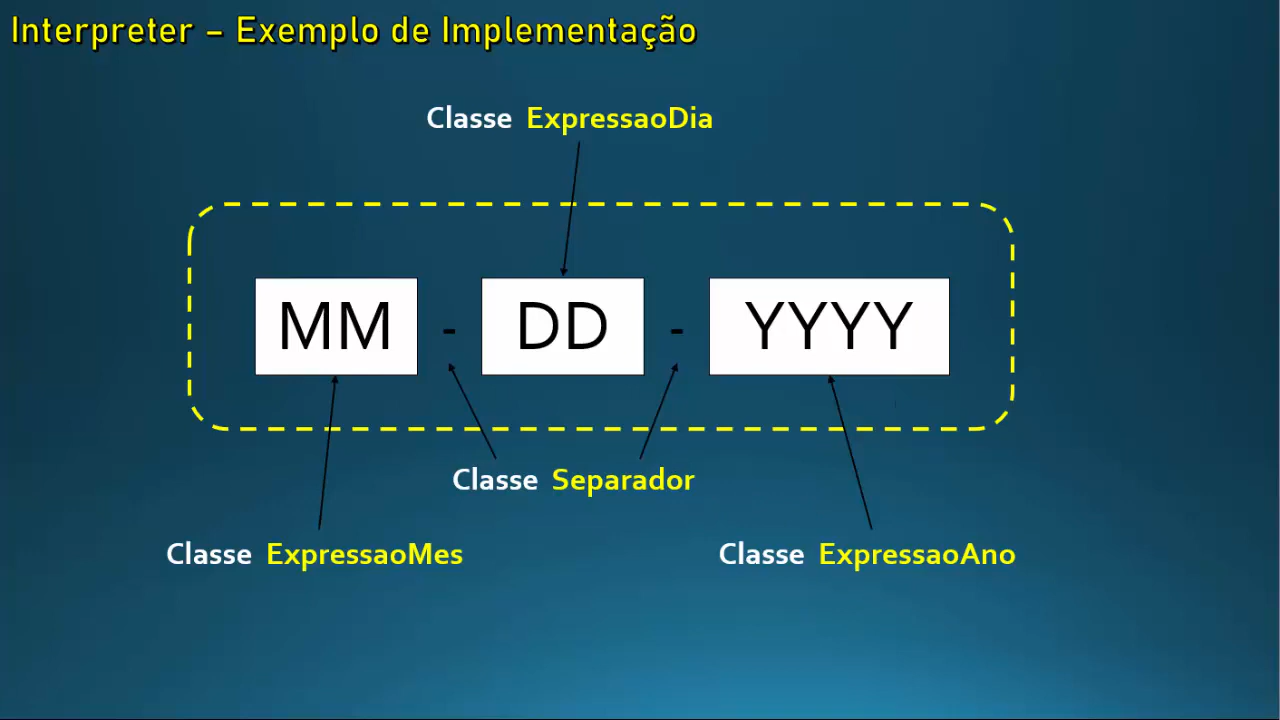 Interpreter – Exemplo de Implementação
Classe ExpressaoDia
MM - DD - YYYY
Classe Separador
Classe ExpressaoMes
Classe ExpressaoAno